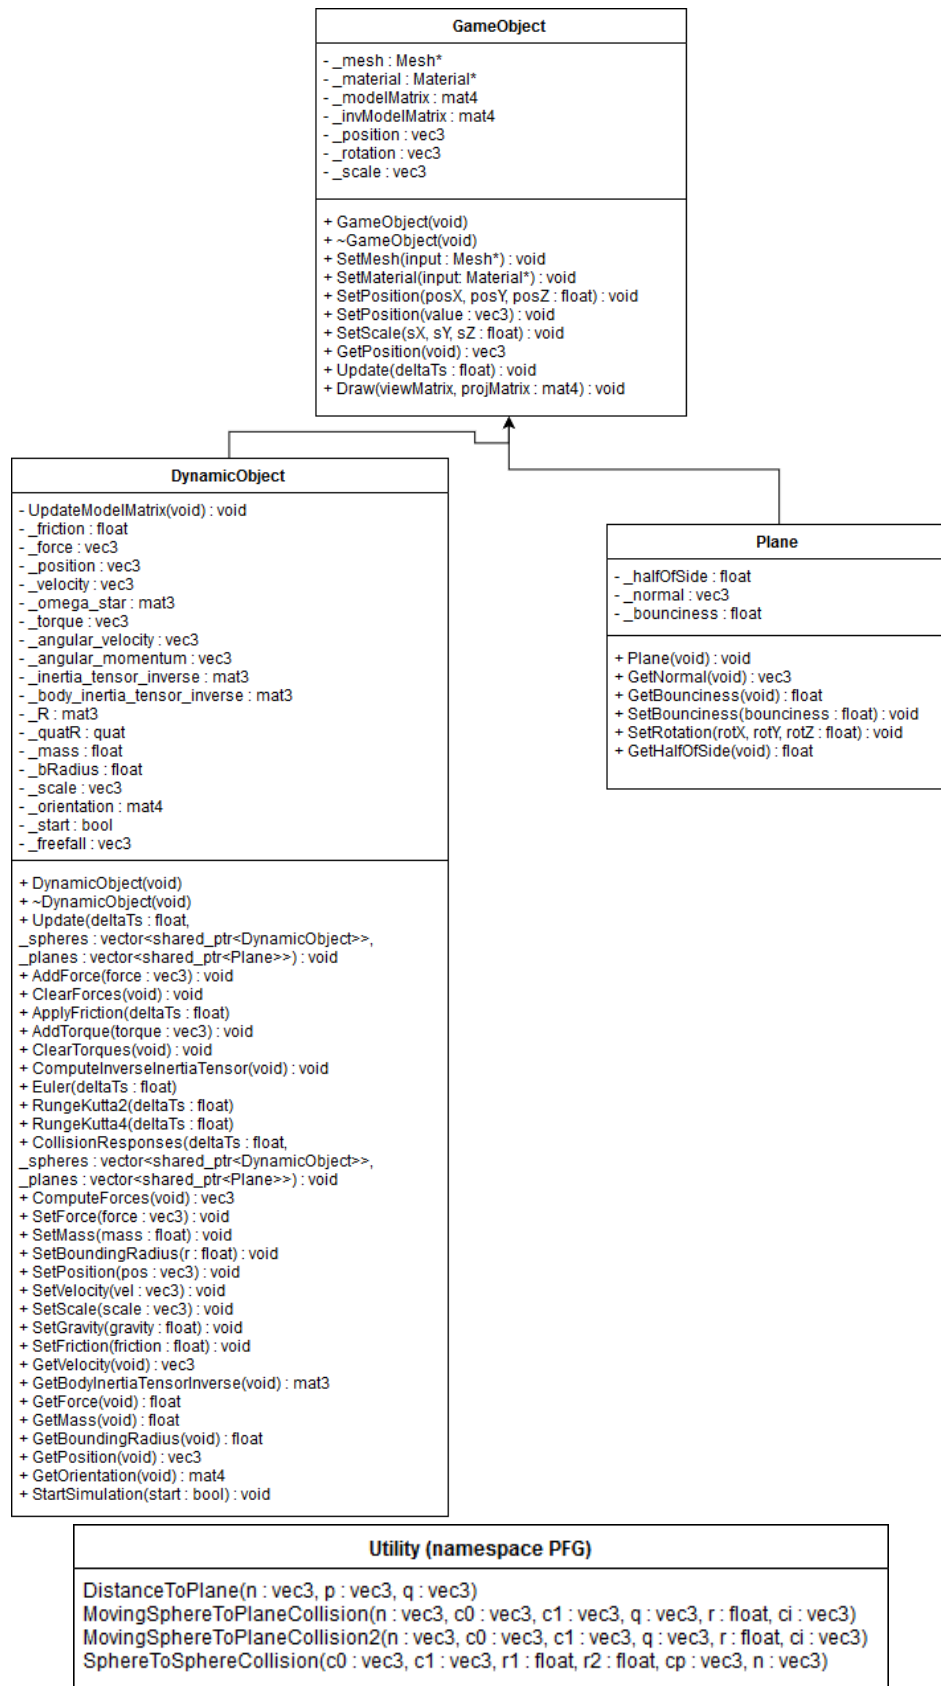 GameObject
- _mesh : Mesh*
- _material : Material*
- _modelMatrix : mat4
- _invModelMatrix : mat4
- _position : vec3
- _rotation : vec3
- _scale : vec3
+ GameObject(void)
+ ~GameObject(void)
+ SetMesh(input : Mesh*) : void
+ SetMaterial(input: Material*) : void
+ SetPosition(posX, posY, posZ : float) : void
+ SetPosition(value : vec3) : void
+ SetScale(sX, sY, sZ : float) : void
+ GetPosition(void) : vec3
+ Update(deltaTs : float) : void
+ Draw(viewMatrix, projMatrix : mat4) : void
DynamicObject
- UpdateModelMatrix(void) : void
- _friction : float
- _force : vec3
- _position : vec3
- _velocity : vec3
- _omega_star : mat3
- _torque : vec3
- _angular_velocity : vec3
- _angular_momentum : vec3
- _inertia_tensor_inverse : mat3
- _body_inertia_tensor_inverse : mat3
- _R : mat3
- _quatR : quat
- _mass : float
- _bRadius : float
- _scale : vec3
- _orientation : mat4
- _start : bool
- _freefall : vec3
+ DynamicObject(void)
+ ~DynamicObject(void)
+ Update(deltaTs : float,
_spheres : vector<shared_ptr<DynamicObject>>,
_planes : vector<shared_ptr<Plane>>) : void
+ AddForce(force : vec3) : void
+ ClearForces(void) : void
+ ApplyFriction(deltaTs : float)
+ AddTorque(torque : vec3) : void
+ ClearTorques(void) : void
+ ComputeInverseInertiaTensor(void) : void
+ Euler(deltaTs : float)
+ RungeKutta2(deltaTs : float)
+ RungeKutta4(deltaTs : float)
+ CollisionResponses(deltaTs : float,
_spheres : vector<shared_ptr<DynamicObject>>,
_planes : vector<shared_ptr<Plane>>) : void
+ ComputeForces(void) : vec3
+ SetForce(force : vec3) : void
+ SetMass(mass : float) : void
+ SetBoundingRadius(r : float) : void
+ SetPosition(pos : vec3) : void
+ SetVelocity(vel : vec3) : void
+ SetScale(scale : vec3) : void
+ SetGravity(gravity : float) : void
+ SetFriction(friction : float) : void
+ GetVelocity(void) : vec3
+ GetBodyInertiaTensorInverse(void) : mat3
+ GetForce(void) : float
+ GetMass(void) : float
+ GetBoundingRadius(void) : float
+ GetPosition(void) : vec3
+ GetOrientation(void) : mat4
+ StartSimulation(start : bool) : void
Plane
- _halfOfSide : float
- _normal : vec3
- _bounciness : float
+ Plane(void) : void
+ GetNormal(void) : vec3
+ GetBounciness(void) : float
+ SetBounciness(bounciness : float) : void
+ SetRotation(rotX, rotY, rotZ : float) : void
+ GetHalfOfSide(void) : float
Utility (namespace PFG)
DistanceToPlane(n : vec3, p : vec3, q : vec3)
MovingSphereToPlaneCollision(n : vec3, c0 : vec3, c1 : vec3, q : vec3, r : float, ci : vec3)
MovingSphereToPlaneCollision2(n : vec3, c0 : vec3, c1 : vec3, q : vec3, r : float, ci : vec3)
SphereToSphereCollision(c0 : vec3, c1 : vec3, r1 : float, r2 : float, cp : vec3, n : vec3)